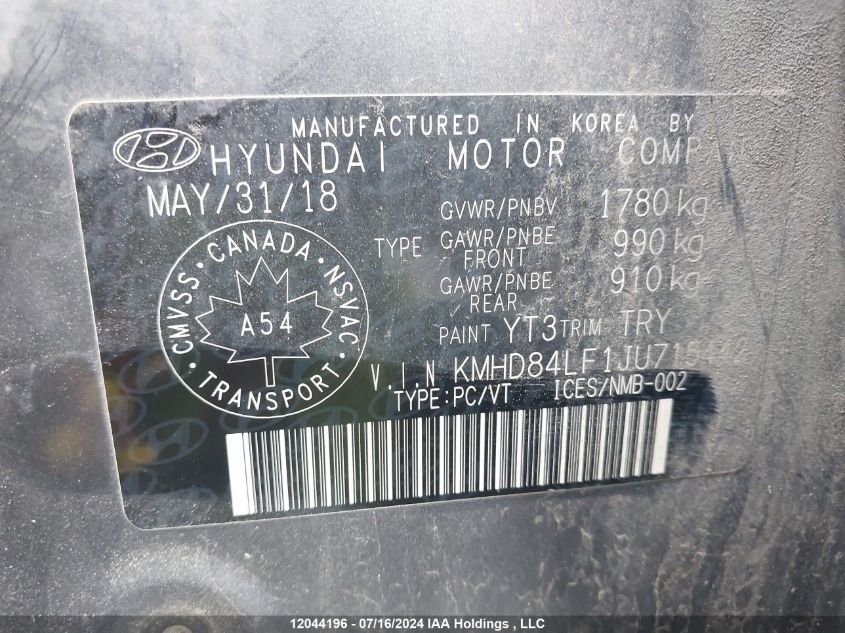 MANUFACTURED IN KOREA BY
HYUNDAI MOTOR
MAY/31/18
GVWR/PNBV 1780 kg
TYPE GAWR/PNBE FRONT 990 kg
GAWR/PNBE REAR 910 kg
PAINT YT3 TRIM TRY
V.I.N
TYPE:PC/VT ICES/NMB-002
CMVSS · CANADA · NSVAC · TRANSPORT ·
A54
12044196 - 07/16/2024 IAA Holdings , LLC